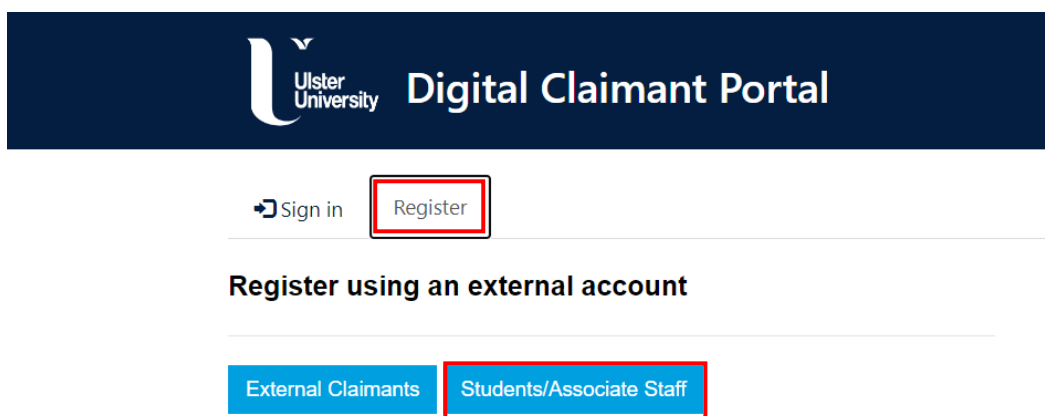 Ulster
University
Digital Claimant Portal
Sign in
Register
Register using an external account
External Claimants
Students/Associate Staff